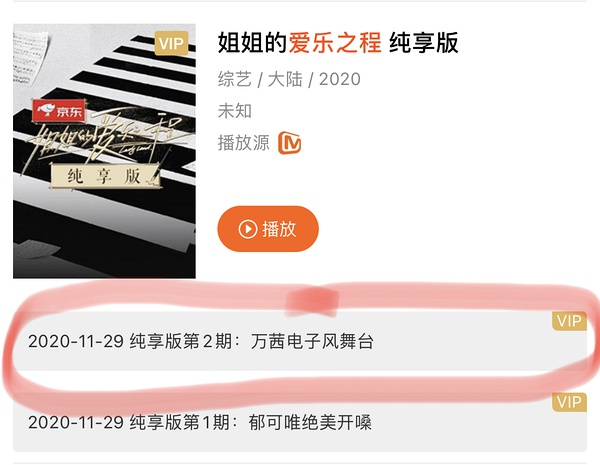 VIP
京东
姐姐的爱乐之程
纯享版
姐姐的爱乐之程 纯享版
综艺 / 大陆 / 2020
未知
播放源
播放
VIP
2020-11-29 纯享版第2期：万茜电子风舞台
VIP
2020-11-29 纯享版第1期：郁可唯绝美开嗓